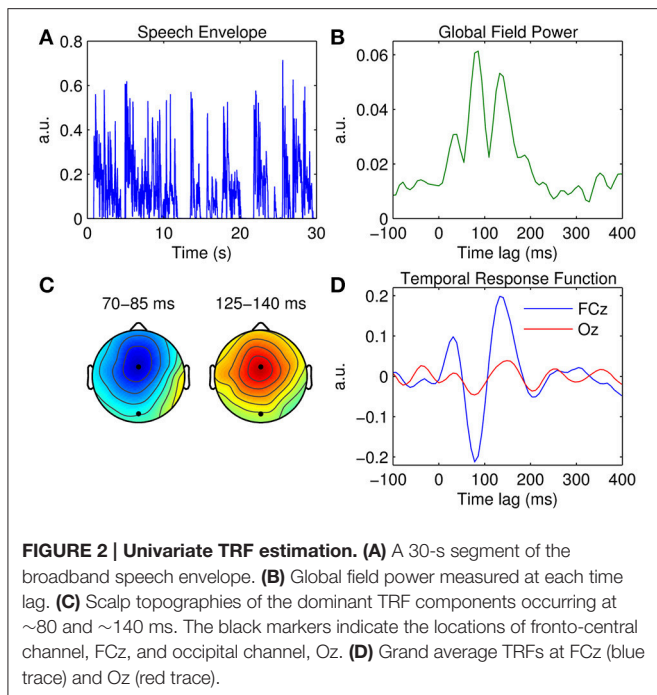 A
Speech Envelope
0.8
0.6
0.4
0.2
0
a.u.
0 10 20 30
Time (s)
B
Global Field Power
0.06
0.04
0.02
0
a.u.
-100 0 100 200 300 400
Time lag (ms)
C
70–85 ms 125–140 ms
D
Temporal Response Function
0.2
0.1
0
−0.1
−0.2
a.u.
FCz
Oz
-100 0 100 200 300 400
Time lag (ms)
FIGURE 2 | Univariate TRF estimation. (A) A 30-s segment of the
broadband speech envelope. (B) Global field power measured at each time
lag. (C) Scalp topographies of the dominant TRF components occurring at
∼80 and ∼140 ms. The black markers indicate the locations of fronto-central
channel, FCz, and occipital channel, Oz. (D) Grand average TRFs at FCz (blue
trace) and Oz (red trace).